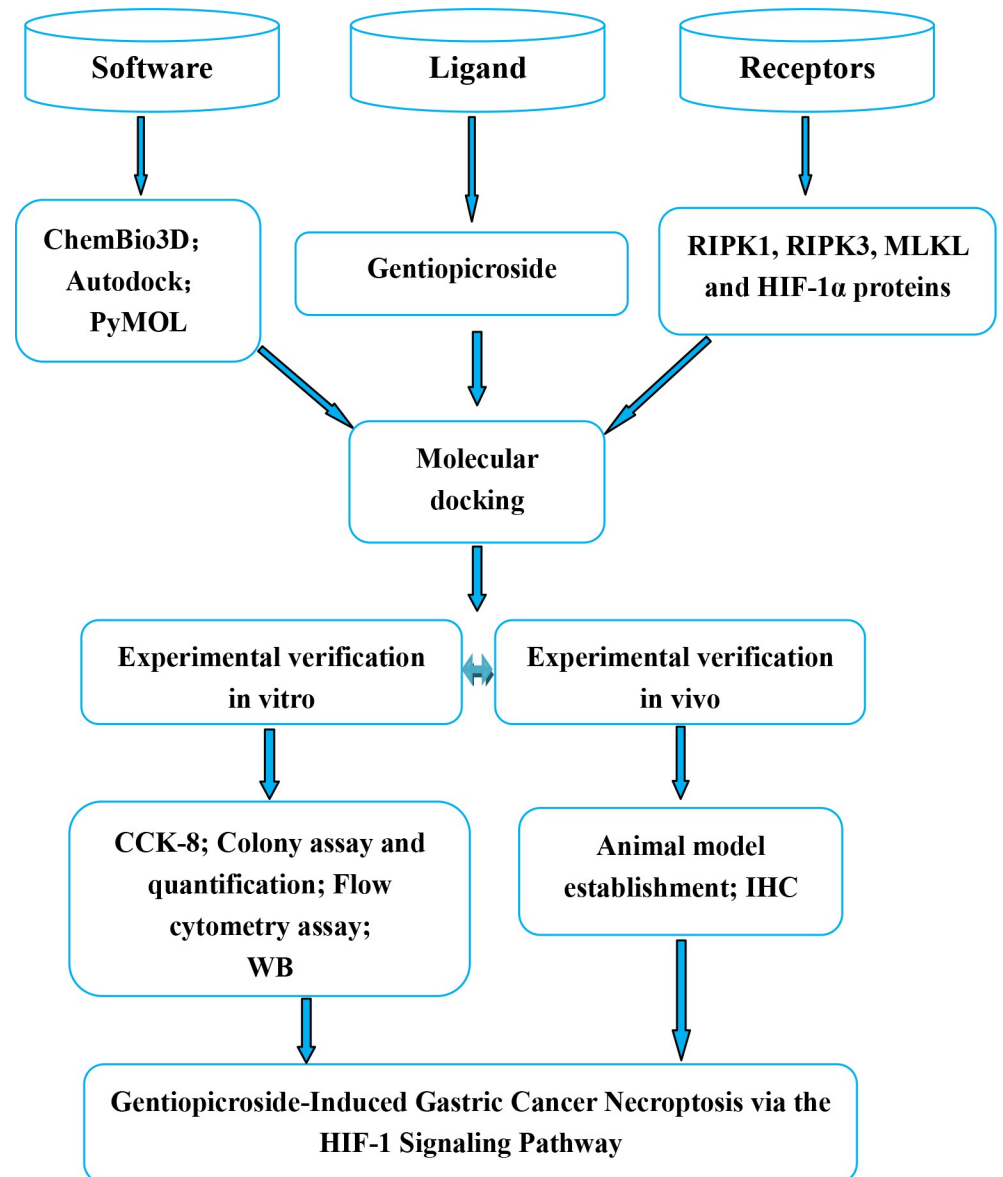 Software
Ligand
Receptors
ChemBio3D；
Autodock；
PyMOL
Gentiopicroside
RIPK1, RIPK3, MLKL
and HIF-1α proteins
Molecular
docking
Experimental verification
in vitro
Experimental verification
in vivo
CCK-8; Colony assay and
quantification; Flow
cytometry assay;
WB
Animal model
establishment; IHC
Gentiopicroside-Induced Gastric Cancer Necroptosis via the
HIF-1 Signaling Pathway